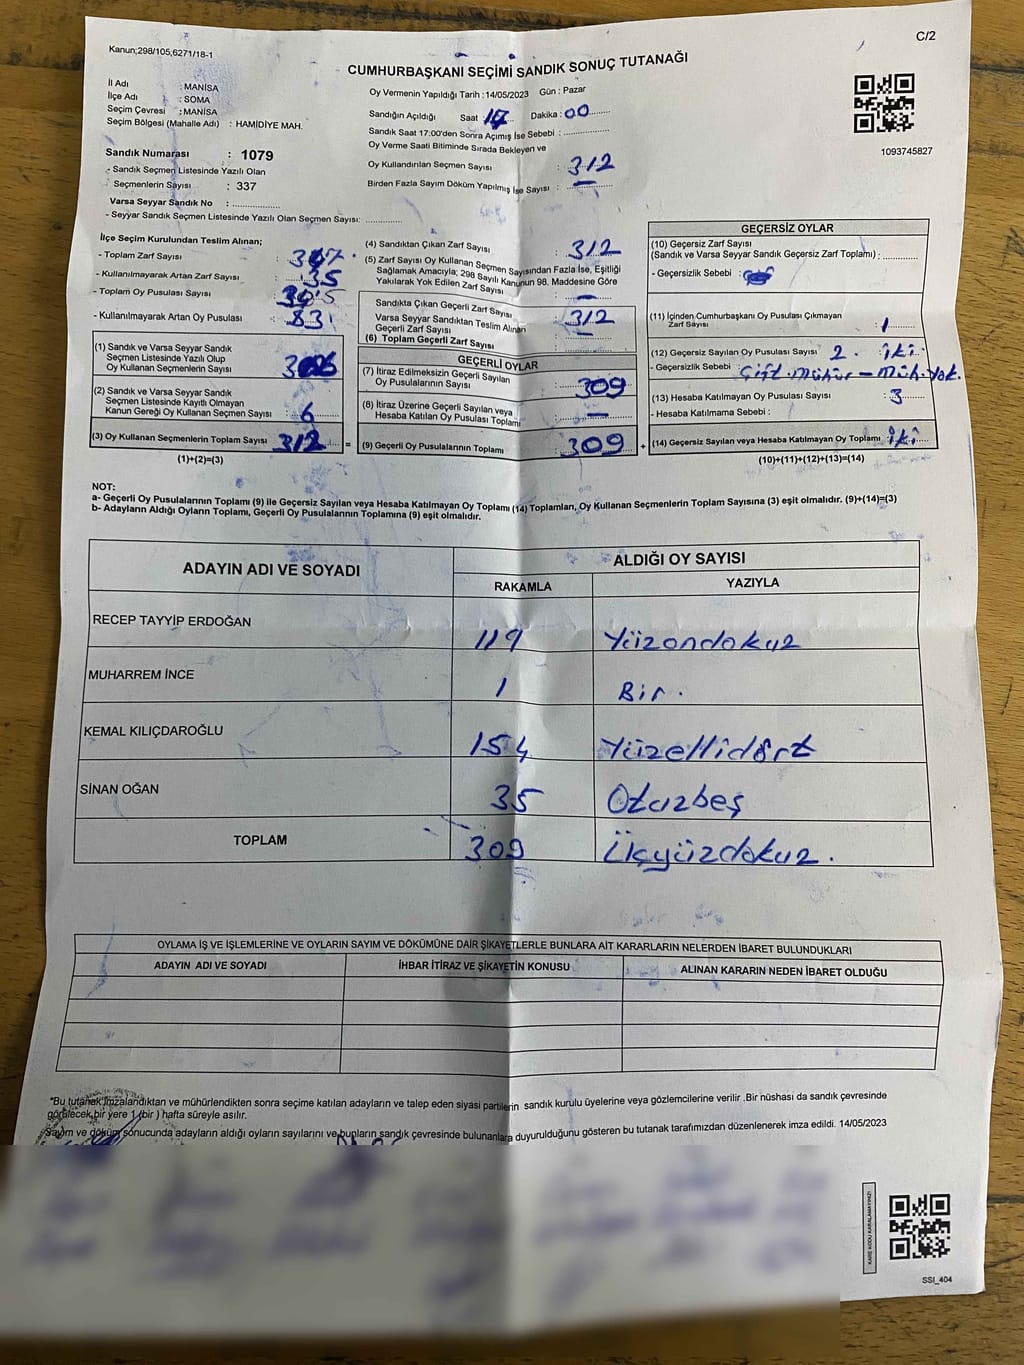 Kanun;298/105,6271/18-1
C/2
CUMHURBAŞKANI SEÇİMİ SANDIK SONUÇ TUTANAĞI
İl Adı : MANİSA
İlçe Adı : SOMA
Seçim Çevresi : MANİSA
Seçim Bölgesi (Mahalle Adı) : HAMİDİYE MAH.
Sandık Numarası : 1079
- Sandık Seçmen Listesinde Yazılı Olan
Seçmenlerin Sayısı : 337
Varsa Seyyar Sandık No : ................
- Seyyar Sandık Seçmen Listesinde Yazılı Olan Seçmen Sayısı: ............
Oy Vermenin Yapıldığı Tarih : 14/05/2023 Gün : Pazar
Sandığın Açıldığı Saat 17 Dakika : 00
Sandık Saat 17:00'den Sonra Açımış İse Sebebi : ................
Oy Verme Saati Bitiminde Sırada Bekleyen ve
Oy Kullandırılan Seçmen Sayısı : 312
Birden Fazla Sayım Döküm Yapılmış İse Sayısı : —
1093745827
İlçe Seçim Kurulundan Teslim Alınan;
- Toplam Zarf Sayısı : 347
- Kullanılmayarak Artan Zarf Sayısı : 35
- Toplam Oy Pusulası Sayısı :
- Kullanılmayarak Artan Oy Pusulası : 83
(1) Sandık ve Varsa Seyyar Sandık
Seçmen Listesinde Yazılı Olup
Oy Kullanan Seçmenlerin Sayısı : 306
(2) Sandık ve Varsa Seyyar Sandık
Seçmen Listesinde Kayıtlı Olmayan
Kanun Gereği Oy Kullanan Seçmen Sayısı : 6
(3) Oy Kullanan Seçmenlerin Toplam Sayısı 312 =
(1)+(2)=(3)
(4) Sandıktan Çıkan Zarf Sayısı : 312
(5) Zarf Sayısı Oy Kullanan Seçmen Sayısından Fazla İse, Eşitliği
Sağlamak Amacıyla; 298 Sayılı Kanunun 98. Maddesine Göre
Yakılarak Yok Edilen Zarf Sayısı : —
Sandıkta Çıkan Geçerli Zarf Sayısı : 312
Varsa Seyyar Sandıktan Teslim Alınan
Geçerli Zarf Sayısı : —
(6) Toplam Geçerli Zarf Sayısı : ............
GEÇERLİ OYLAR
(7) İtiraz Edilmeksizin Geçerli Sayılan
Oy Pusulalarının Sayısı : 309
(8) İtiraz Üzerine Geçerli Sayılan veya
Hesaba Katılan Oy Pusulası Toplamı : —
(9) Geçerli Oy Pusulalarının Toplamı : 309 +
GEÇERSİZ OYLAR
(10) Geçersiz Zarf Sayısı
(Sandık ve Varsa Seyyar Sandık Geçersiz Zarf Toplamı) : ............
- Geçersizlik Sebebi :
(11) İçinden Cumhurbaşkanı Oy Pusulası Çıkmayan
Zarf Sayısı : 1
(12) Geçersiz Sayılan Oy Pusulası Sayısı 2. iki.
- Geçersizlik Sebebi : Çift mühür – müh. yok.
(13) Hesaba Katılmayan Oy Pusulası Sayısı : 3
- Hesaba Katılmama Sebebi :
(14) Geçersiz Sayılan veya Hesaba Katılmayan Oy Toplamı : iki
(10)+(11)+(12)+(13)=(14)
NOT:
a- Geçerli Oy Pusulalarının Toplamı (9) ile Geçersiz Sayılan veya Hesaba Katılmayan Oy Toplamı (14) Toplamları, Oy Kullanan Seçmenlerin Toplam Sayısına (3) eşit olmalıdır. (9)+(14)=(3)
b- Adayların Aldığı Oyların Toplamı, Geçerli Oy Pusulalarının Toplamına (9) eşit olmalıdır.
ADAYIN ADI VE SOYADI
ALDIĞI OY SAYISI
RAKAMLA YAZIYLA
RECEP TAYYİP ERDOĞAN 119 Yüzondokuz
MUHARREM İNCE 1 Bir.
KEMAL KILIÇDAROĞLU 154 Yüzellidört
SİNAN OĞAN 35 Otuzbeş
TOPLAM 309 Üçyüzdokuz.
OYLAMA İŞ VE İŞLEMLERİNE VE OYLARIN SAYIM VE DÖKÜMÜNE DAİR ŞİKAYETLERLE BUNLARA AİT KARARLARIN NELERDEN İBARET BULUNDUKLARI
ADAYIN ADI VE SOYADI İHBAR İTİRAZ VE ŞİKAYETİN KONUSU ALINAN KARARIN NEDEN İBARET OLDUĞU
"Bu tutanak imzalandıktan ve mühürlendikten sonra seçime katılan adayların ve talep eden siyasi partilerin sandık kurulu üyelerine veya gözlemcilerine verilir .Bir nüshası da sandık çevresinde
görülecek bir yere 1 (bir ) hafta süreyle asılır.
Sayım ve döküm sonucunda adayların aldığı oyların sayılarını ve bunların sandık çevresinde bulunanlara duyurulduğunu gösteren bu tutanak tarafımızdan düzenlenerek imza edildi. 14/05/2023
KARE KODU KARALAMAYINIZ!
SSI_404